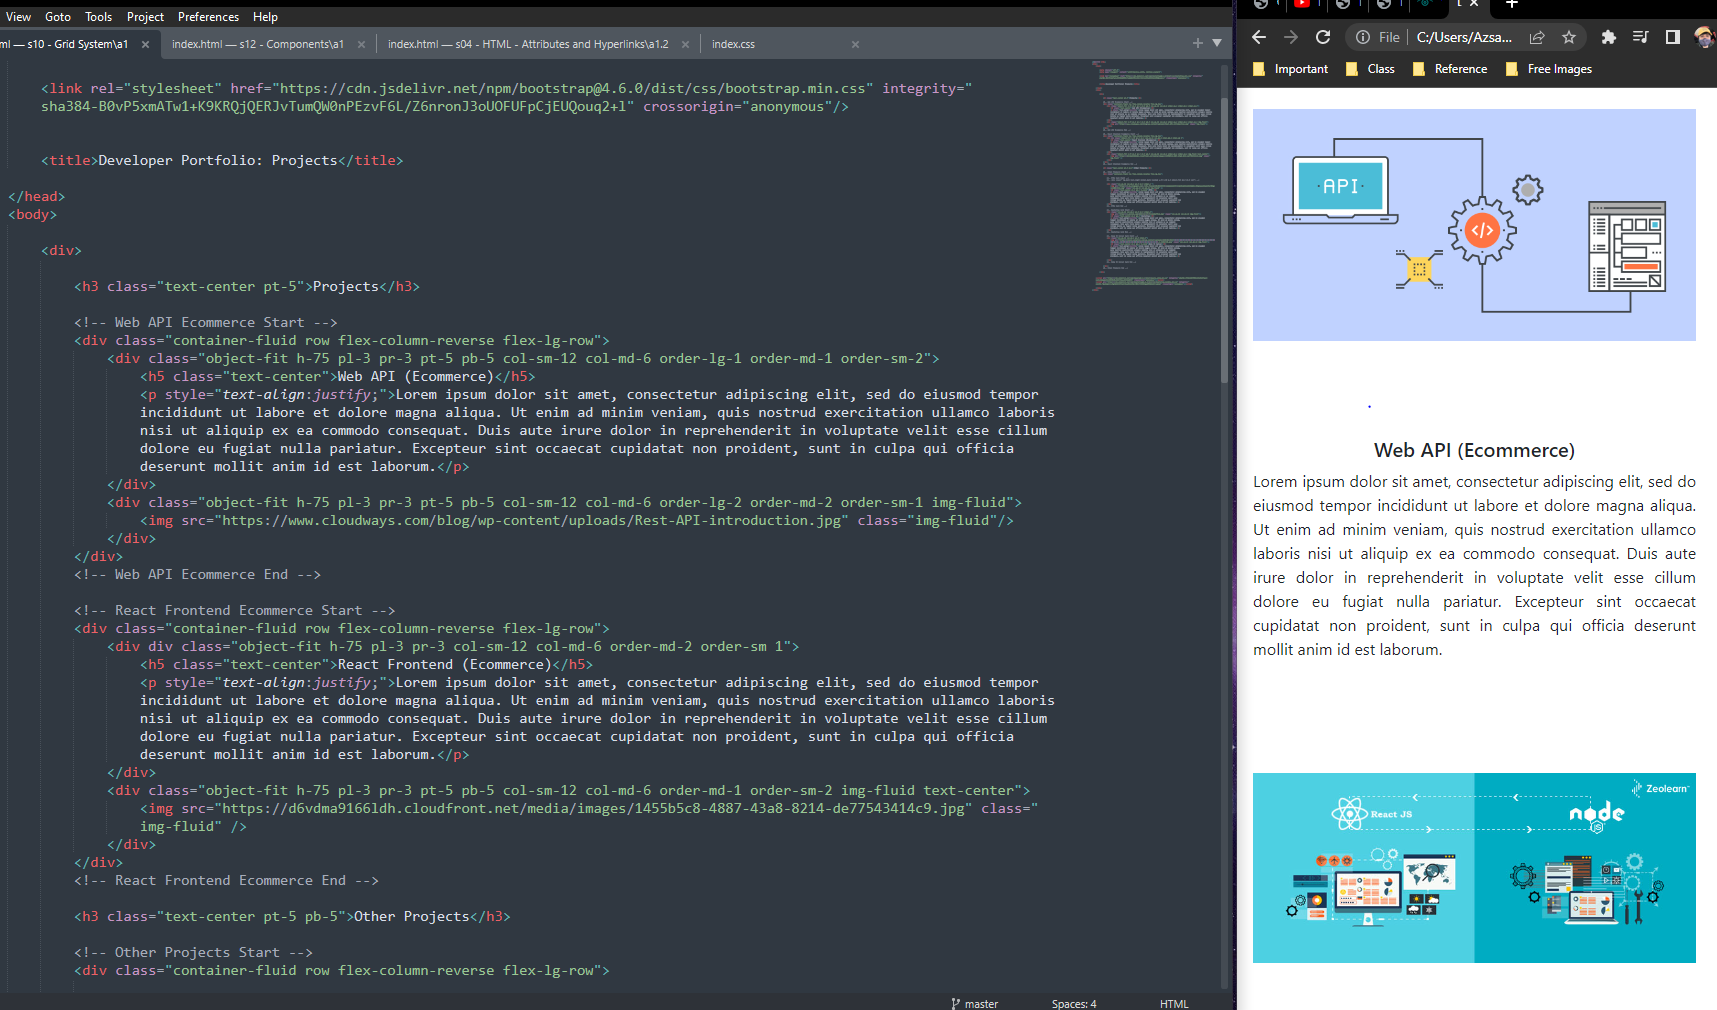 View Goto Tools Project Preferences Help
ml — s10 - Grid System\a1 × index.html — s12 - Components\a1 × index.html — s04 - HTML - Attributes and Hyperlinks\a1.2 × index.css ×
<link rel="stylesheet" href="https://cdn.jsdelivr.net/npm/bootstrap@4.6.0/dist/css/bootstrap.min.css" integrity="
sha384-B0vP5xmATw1+K9KRQjQERJvTumQW0nPEzvF6L/Z6nronJ3oUOFUFpCjEUQouq2+l" crossorigin="anonymous"/>
<title>Developer Portfolio: Projects</title>
</head>
<body>
<div>
<h3 class="text-center pt-5">Projects</h3>
<!-- Web API Ecommerce Start -->
<div class="container-fluid row flex-column-reverse flex-lg-row">
<div class="object-fit h-75 pl-3 pr-3 pt-5 pb-5 col-sm-12 col-md-6 order-lg-1 order-md-1 order-sm-2">
<h5 class="text-center">Web API (Ecommerce)</h5>
<p style="text-align:justify;">Lorem ipsum dolor sit amet, consectetur adipiscing elit, sed do eiusmod tempor
incididunt ut labore et dolore magna aliqua. Ut enim ad minim veniam, quis nostrud exercitation ullamco laboris
nisi ut aliquip ex ea commodo consequat. Duis aute irure dolor in reprehenderit in voluptate velit esse cillum
dolore eu fugiat nulla pariatur. Excepteur sint occaecat cupidatat non proident, sunt in culpa qui officia
deserunt mollit anim id est laborum.</p>
</div>
<div class="object-fit h-75 pl-3 pr-3 pt-5 pb-5 col-sm-12 col-md-6 order-lg-2 order-md-2 order-sm-1 img-fluid">
<img src="https://www.cloudways.com/blog/wp-content/uploads/Rest-API-introduction.jpg" class="img-fluid"/>
</div>
</div>
<!-- Web API Ecommerce End -->
<!-- React Frontend Ecommerce Start -->
<div class="container-fluid row flex-column-reverse flex-lg-row">
<div div class="object-fit h-75 pl-3 pr-3 col-sm-12 col-md-6 order-md-2 order-sm 1">
<h5 class="text-center">React Frontend (Ecommerce)</h5>
<p style="text-align:justify;">Lorem ipsum dolor sit amet, consectetur adipiscing elit, sed do eiusmod tempor
incididunt ut labore et dolore magna aliqua. Ut enim ad minim veniam, quis nostrud exercitation ullamco laboris
nisi ut aliquip ex ea commodo consequat. Duis aute irure dolor in reprehenderit in voluptate velit esse cillum
dolore eu fugiat nulla pariatur. Excepteur sint occaecat cupidatat non proident, sunt in culpa qui officia
deserunt mollit anim id est laborum.</p>
</div>
<div class="object-fit h-75 pl-3 pr-3 pt-5 pb-5 col-sm-12 col-md-6 order-md-1 order-sm-2 img-fluid text-center">
<img src="https://d6vdma9166ldh.cloudfront.net/media/images/1455b5c8-4887-43a8-8214-de77543414c9.jpg" class="
img-fluid" />
</div>
</div>
<!-- React Frontend Ecommerce End -->
<h3 class="text-center pt-5 pb-5">Other Projects</h3>
<!-- Other Projects Start -->
<div class="container-fluid row flex-column-reverse flex-lg-row">
master Spaces: 4 HTML
File C:/Users/Azsa...
Important Class Reference Free Images
API
</>
Web API (Ecommerce)
Lorem ipsum dolor sit amet, consectetur adipiscing elit, sed do
eiusmod tempor incididunt ut labore et dolore magna aliqua.
Ut enim ad minim veniam, quis nostrud exercitation ullamco
laboris nisi ut aliquip ex ea commodo consequat. Duis aute
irure dolor in reprehenderit in voluptate velit esse cillum
dolore eu fugiat nulla pariatur. Excepteur sint occaecat
cupidatat non proident, sunt in culpa qui officia deserunt
mollit anim id est laborum.
Zeolearn
React JS
node
JS